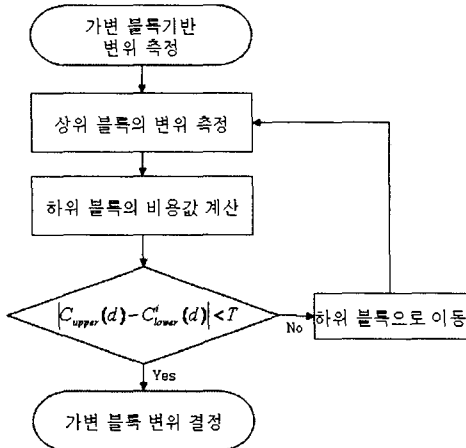 가변 블록기반
변위 측정
상위 블록의 변위 측정
하위 블록의 비용값 계산
|C_upper(d) - C^i_lower(d)| < T
No
하위 블록으로 이동
Yes
가변 블록 변위 결정